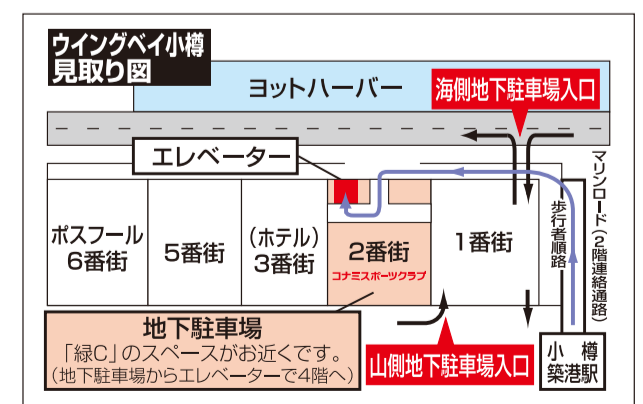 ウイングベイ小樽
見取り図
ヨットハーバー
海側地下駐車場入口
エレベーター
マリンロード(2階連絡通路)
歩行者順路
ポスフール
6番街
5番街
(ホテル)
3番街
2番街
コナミスポーツクラブ
1番街
地下駐車場
「緑C」のスペースがお近くです。
(地下駐車場からエレベーターで4階へ)
山側地下駐車場入口
小樽
築港駅